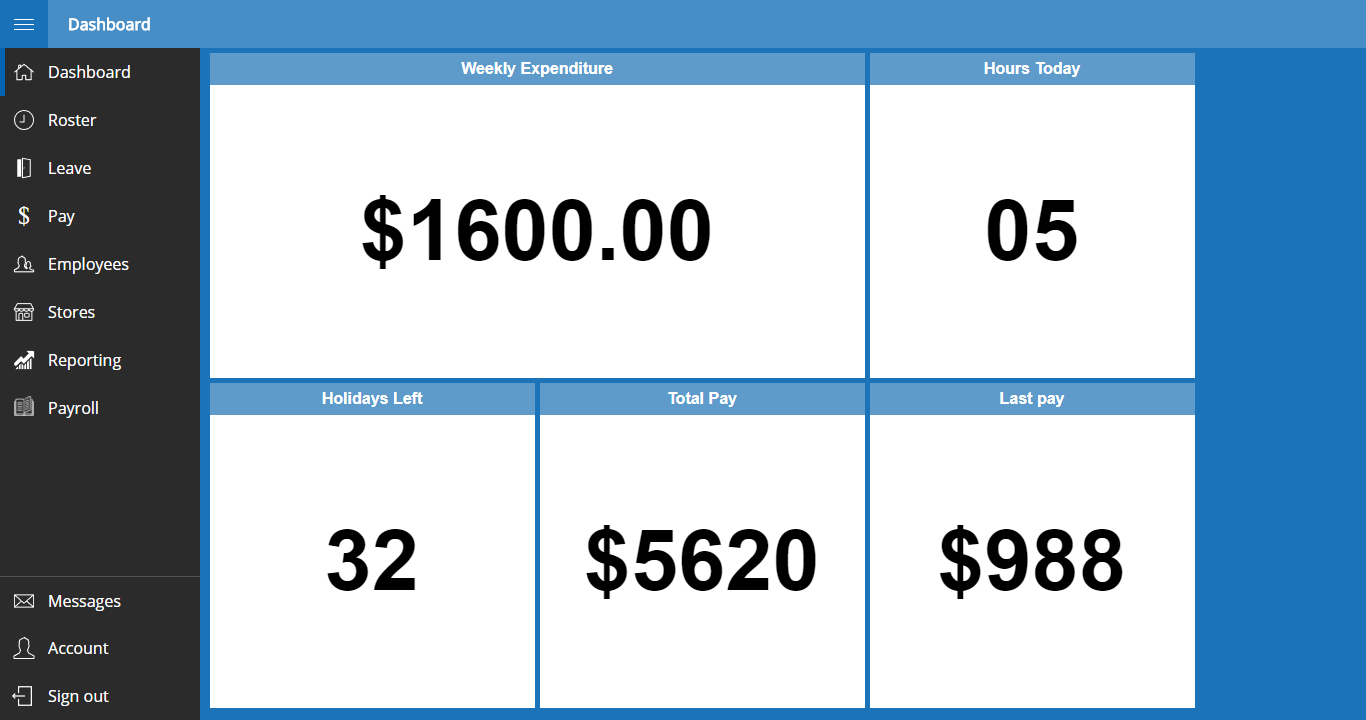 Dashboard
Dashboard
Roster
Leave
$ Pay
Employees
Stores
Reporting
Payroll
Messages
Account
Sign out
Weekly Expenditure
$1600.00
Hours Today
05
Holidays Left
32
Total Pay
$5620
Last pay
$988